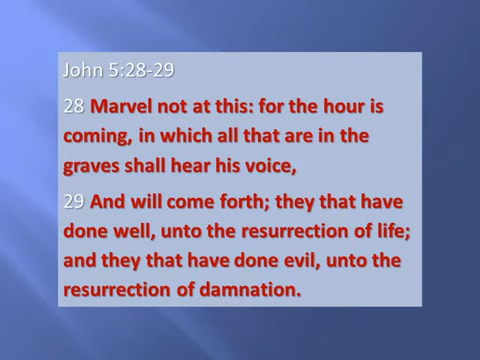 John 5:28-29
28 Marvel not at this: for the hour is
coming, in which all that are in the
graves shall hear his voice,
29 And will come forth; they that have
done well, unto the resurrection of life;
and they that have done evil, unto the
resurrection of damnation.